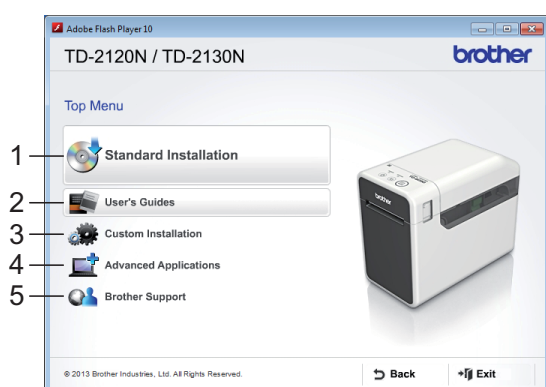 Adobe Flash Player 10
TD-2120N / TD-2130N
brother
Top Menu
1
Standard Installation
2
User's Guides
3
Custom Installation
4
Advanced Applications
5
Brother Support
brother
© 2013 Brother Industries, Ltd. All Rights Reserved.
Back
Exit